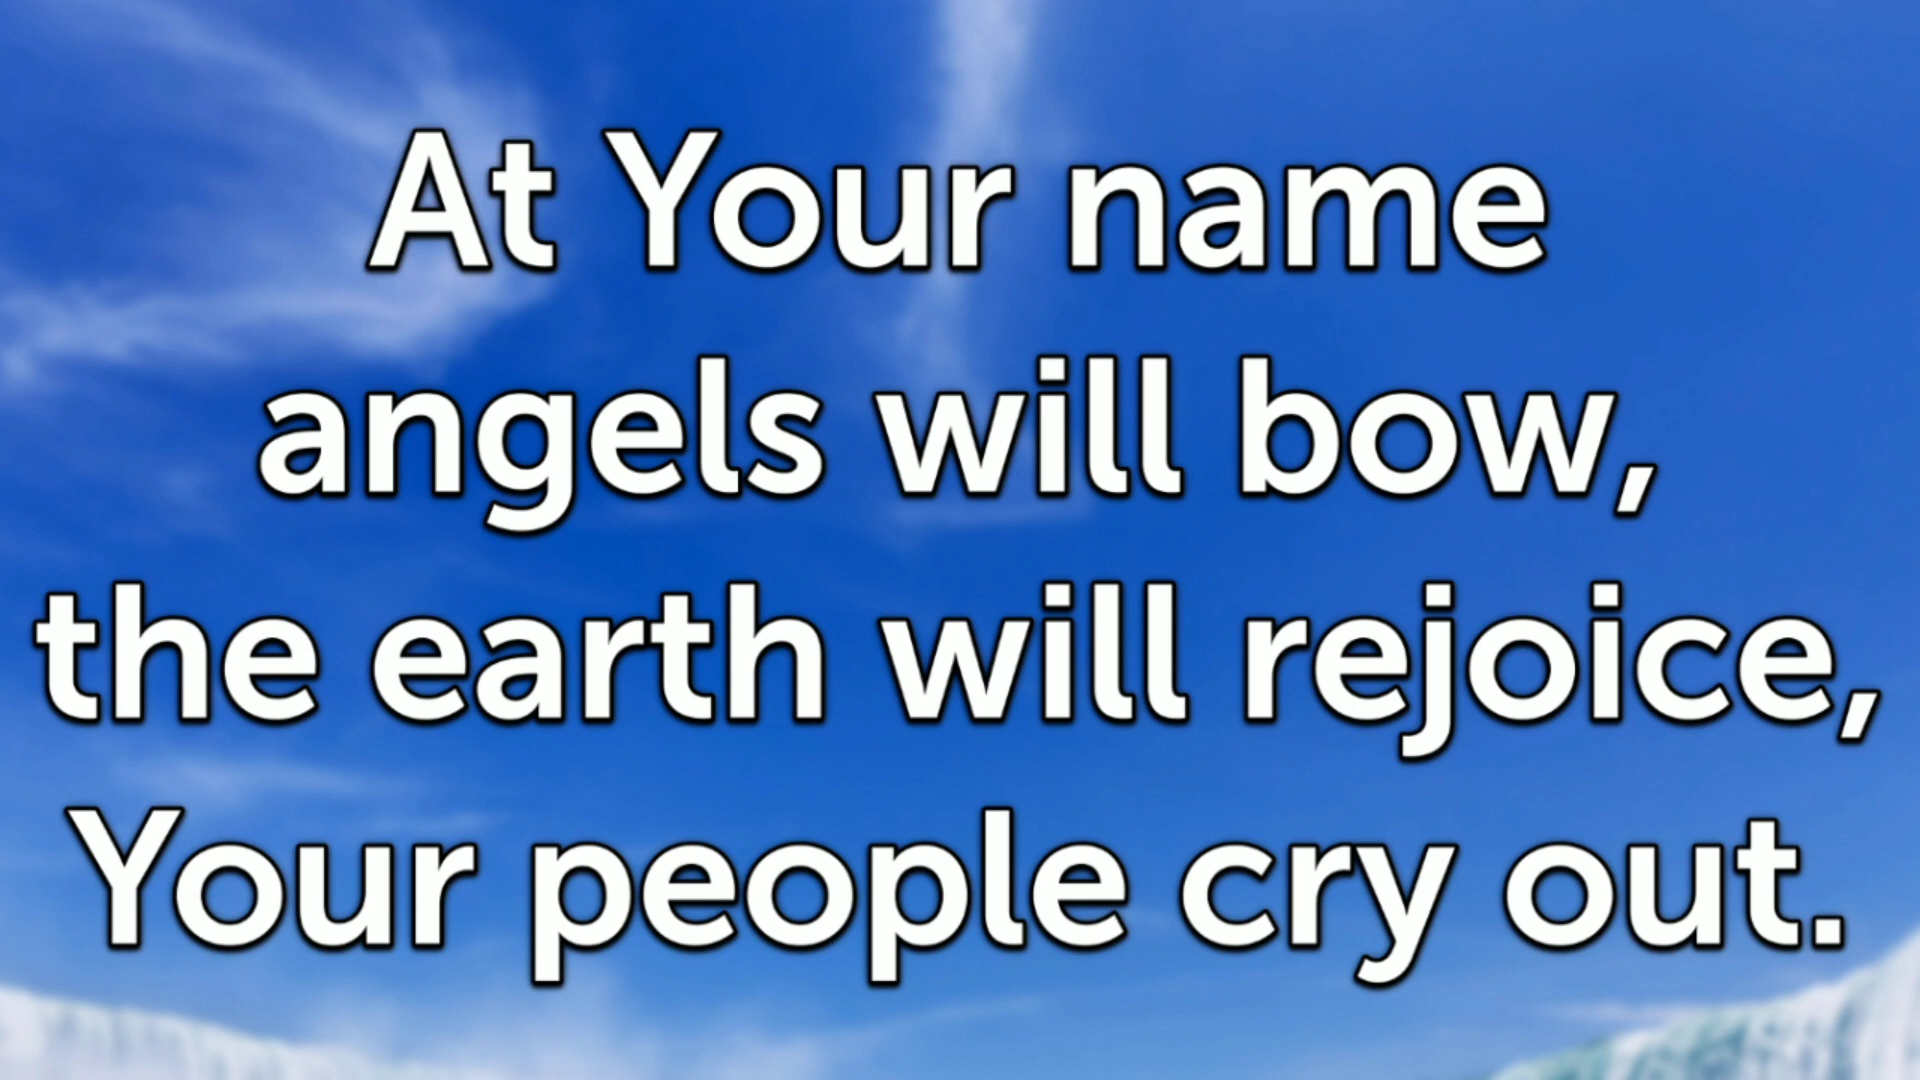 At Your name
angels will bow,
the earth will rejoice,
Your people cry out.